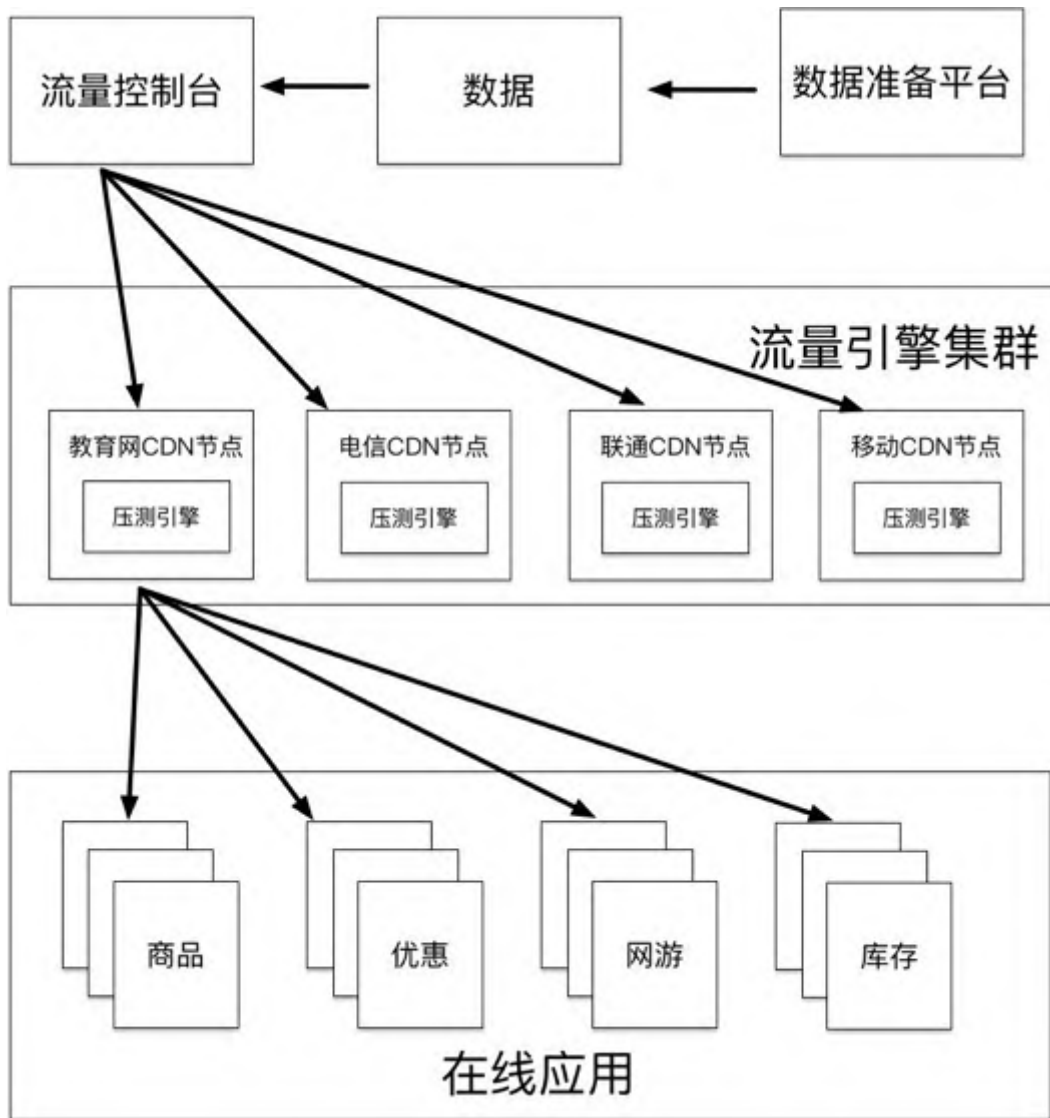 流量控制台
数据
数据准备平台
流量引擎集群
教育网CDN节点
电信CDN节点
联通CDN节点
移动CDN节点
压测引擎
压测引擎
压测引擎
压测引擎
商品
优惠
网游
库存
在线应用